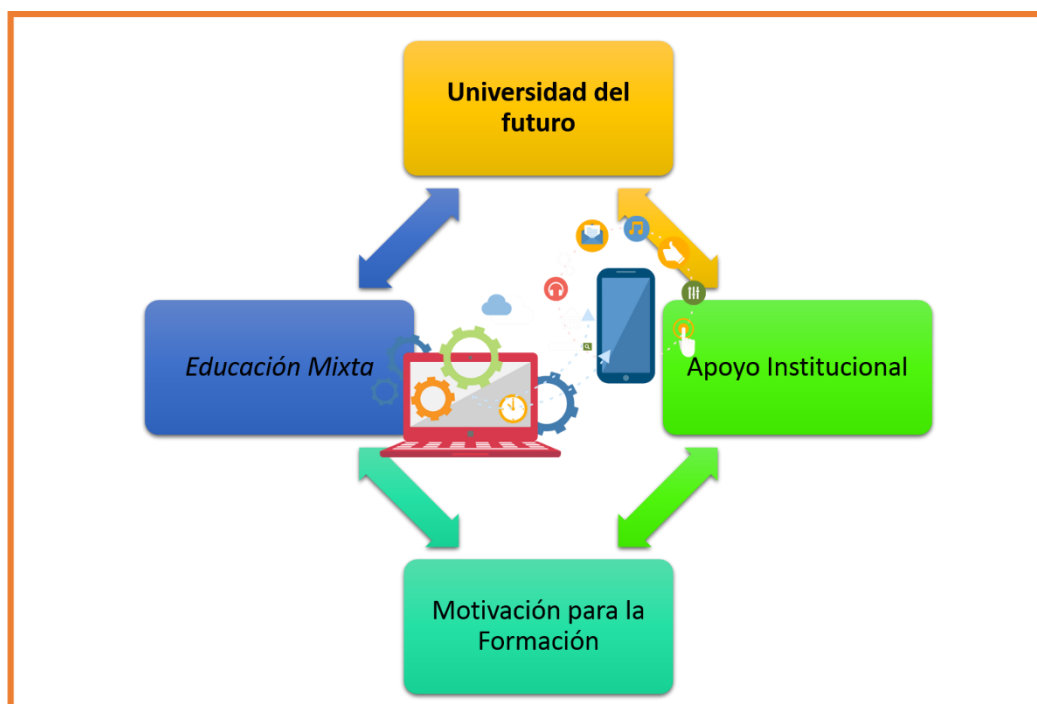 Universidad del
futuro
Educación Mixta
Apoyo Institucional
Motivación para la
Formación